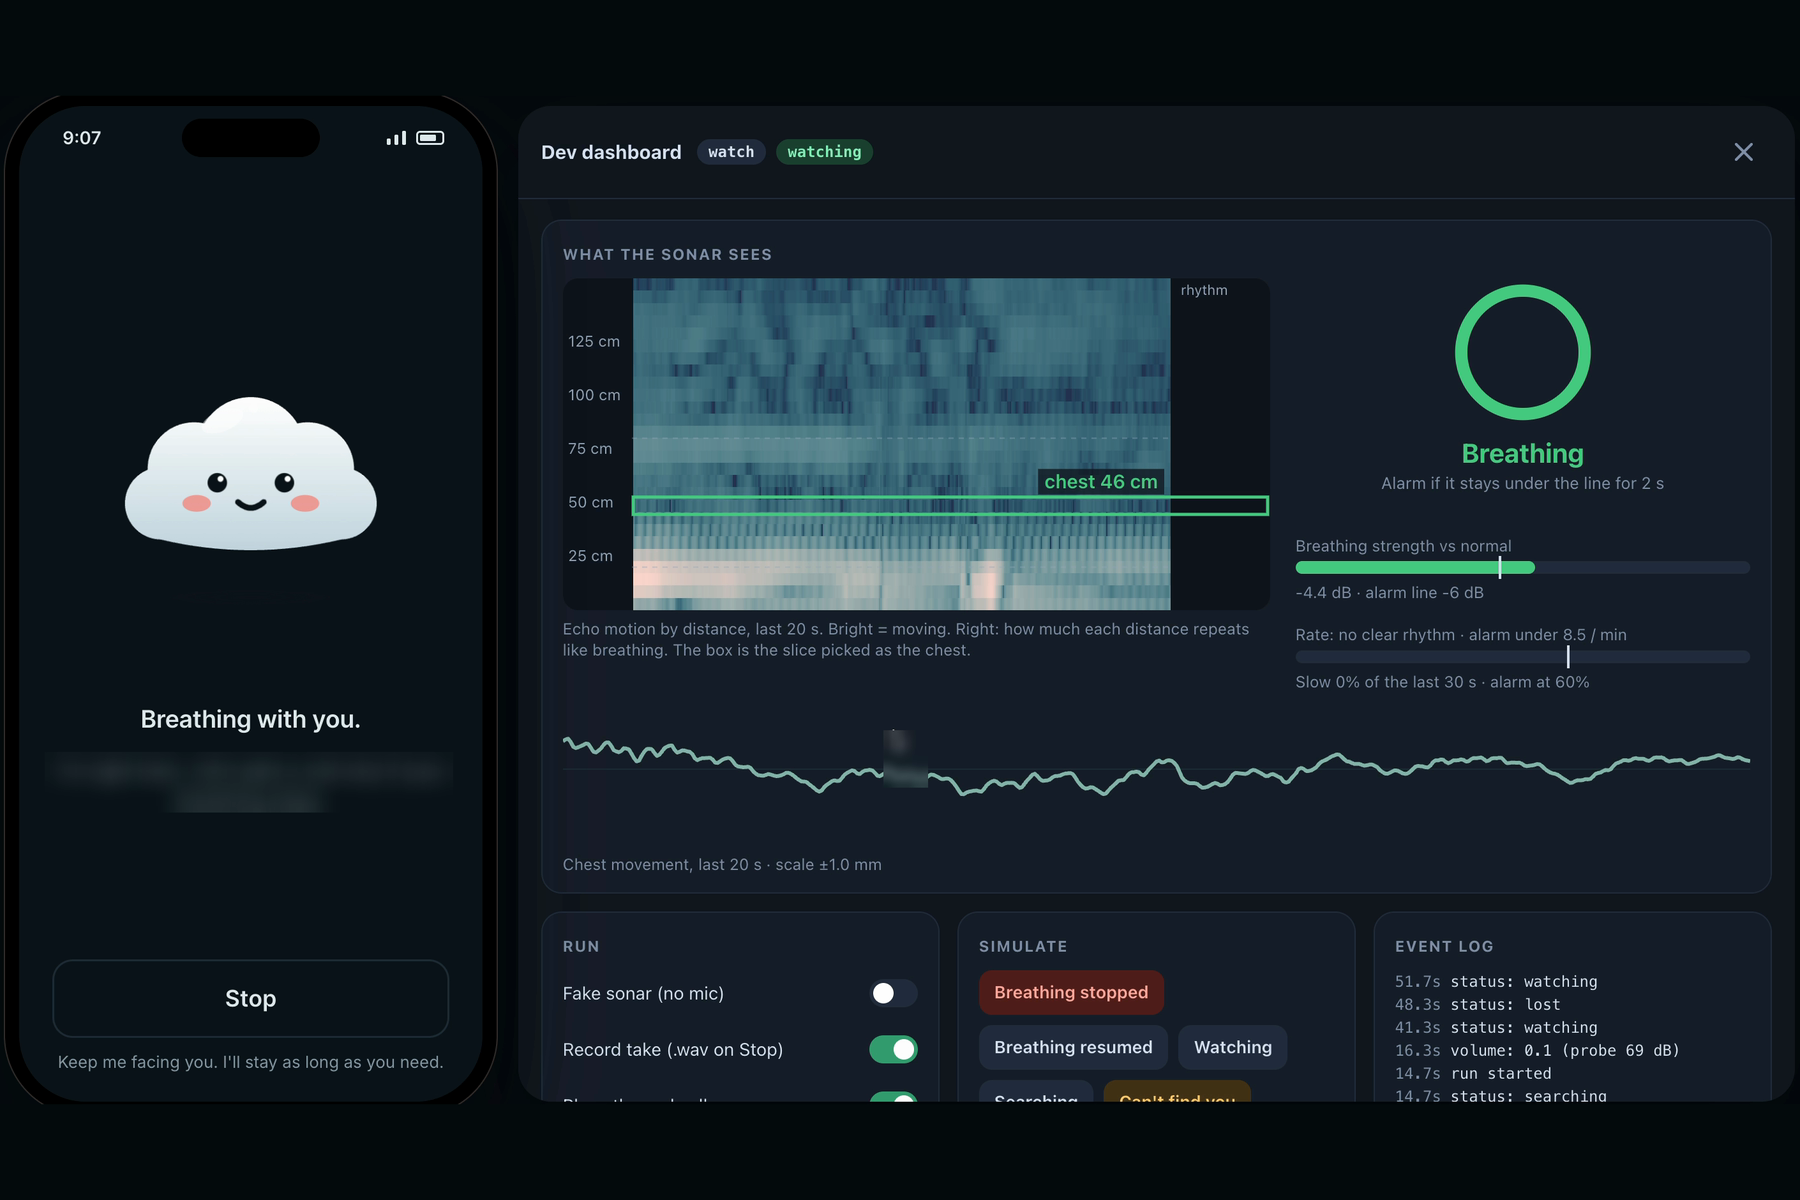 9:07
Breathing with you.
Stop
Keep me facing you. I'll stay as long as you need.
Dev dashboard watch watching
WHAT THE SONAR SEES
rhythm
125 cm
100 cm
75 cm
50 cm
25 cm
chest 46 cm
Echo motion by distance, last 20 s. Bright = moving. Right: how much each distance repeats
like breathing. The box is the slice picked as the chest.
Breathing
Alarm if it stays under the line for 2 s
Breathing strength vs normal
-4.4 dB · alarm line -6 dB
Rate: no clear rhythm · alarm under 8.5 / min
Slow 0% of the last 30 s · alarm at 60%
Chest movement, last 20 s · scale ±1.0 mm
RUN
Fake sonar (no mic)
Record take (.wav on Stop)
SIMULATE
Breathing stopped
Breathing resumed Watching
Searching Can't find you
EVENT LOG
51.7s status: watching
48.3s status: lost
41.3s status: watching
16.3s volume: 0.1 (probe 69 dB)
14.7s run started
14.7s status: searching